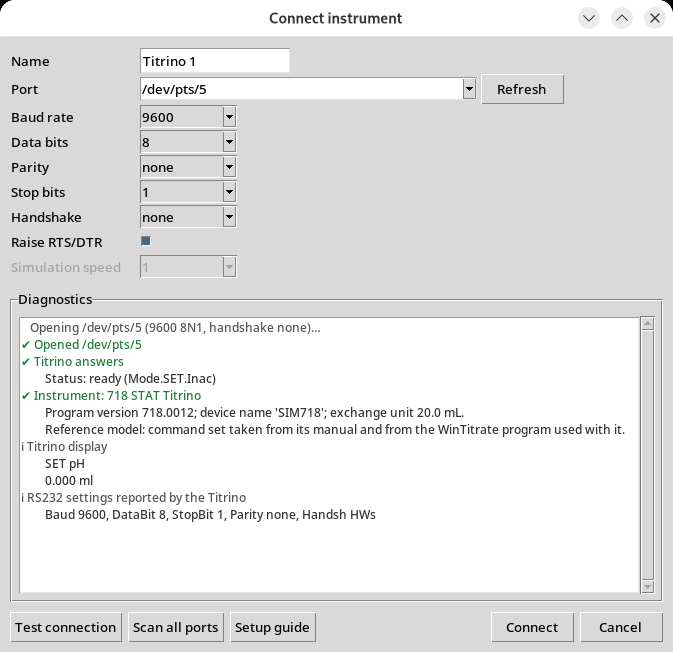 Connect instrument
Name Titrino 1
Port /dev/pts/5 Refresh
Baud rate 9600
Data bits 8
Parity none
Stop bits 1
Handshake none
Raise RTS/DTR
Simulation speed 1
Diagnostics
Opening /dev/pts/5 (9600 8N1, handshake none)...
✔ Opened /dev/pts/5
✔ Titrino answers
Status: ready (Mode.SET.Inac)
✔ Instrument: 718 STAT Titrino
Program version 718.0012; device name 'SIM718'; exchange unit 20.0 mL.
Reference model: command set taken from its manual and from the WinTitrate program used with it.
i Titrino display
SET pH
0.000 ml
i RS232 settings reported by the Titrino
Baud 9600, DataBit 8, StopBit 1, Parity none, Handsh HWs
Test connection Scan all ports Setup guide Connect Cancel